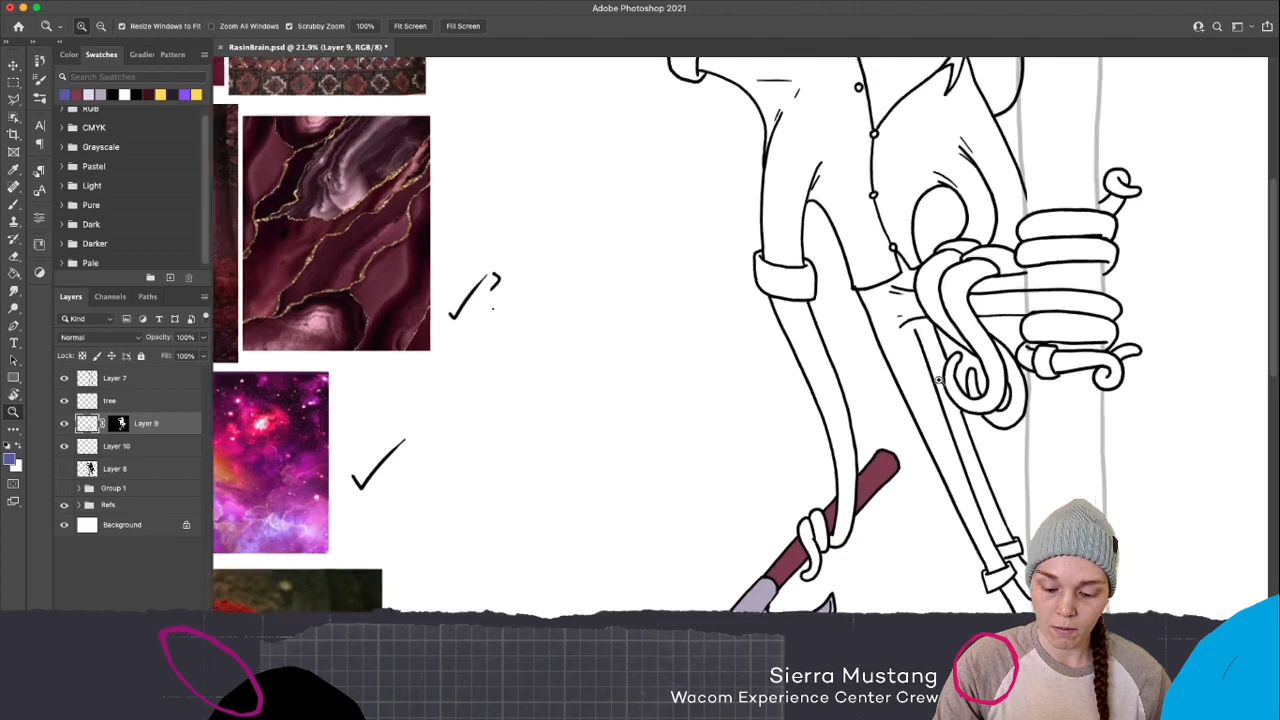 Adobe Photoshop 2021
Resize Windows to Fit
Zoom All Windows
Scrubby Zoom
100%
Fit Screen
Fill Screen
RasinBrain.psd @ 21.9% (Layer 9, RGB/8) *
Color
Swatches
Gradier
Pattern
Search Swatches
RGB
CMYK
Grayscale
Pastel
Light
Pure
Dark
Darker
Pale
Layers
Channels
Paths
Kind
Normal
Opacity: 100%
Lock:
Fill: 100%
Layer 7
tree
Layer 9
Layer 10
Layer 8
Group 1
Refs
Background
?
Sierra Mustang
Wacom Experience Center Crew